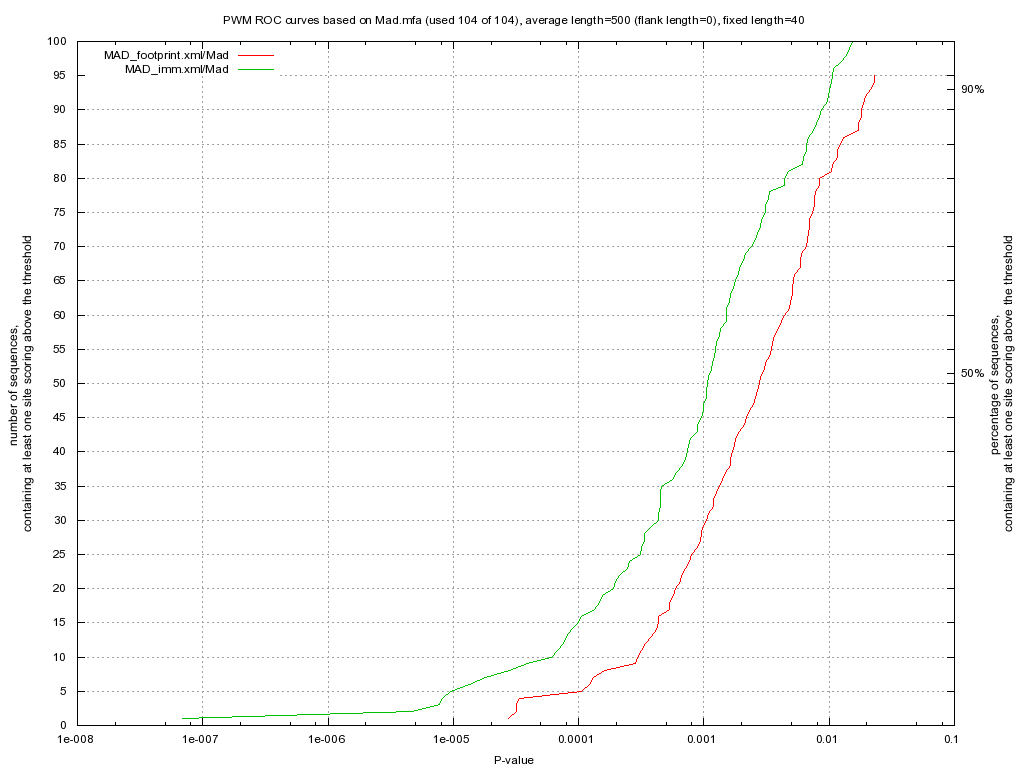 PWM ROC curves based on Mad.mfa (used 104 of 104), average length=500 (flank length=0), fixed length=40
MAD_footprint.xml/Mad
MAD_imm.xml/Mad
100
95
90
85
80
75
70
65
60
55
50
45
40
35
30
25
20
15
10
5
0
90%
50%
number of sequences,
containing at least one site scoring above the threshold
percentage of sequences,
containing at least one site scoring above the threshold
1e-008
1e-007
1e-006
1e-005
0.0001
0.001
0.01
0.1
P-value